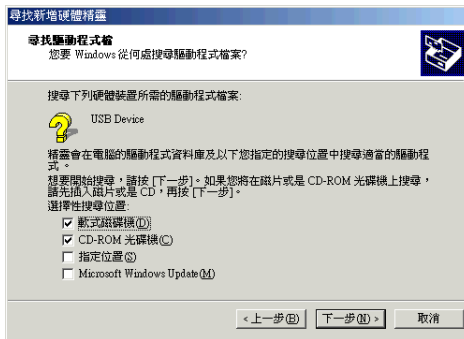 尋找新增硬體精靈
尋找驅動程式檔
您要 Windows 從何處搜尋驅動程式檔案?
搜尋下列硬體裝置所需的驅動程式檔案:
USB Device
精靈會在電腦的驅動程式資料庫及以下您指定的搜尋位置中搜尋適當的驅動程
式。
想要開始搜尋，請按 [下一步]。如果您將在磁片或是 CD-ROM 光碟機上搜尋，
請先插入磁片或是 CD，再按 [下一步]。
選擇性搜尋位置:
軟式磁碟機(D)
CD-ROM 光碟機(C)
指定位置(S)
Microsoft Windows Update(M)
<上一步(B) 下一步(N)> 取消